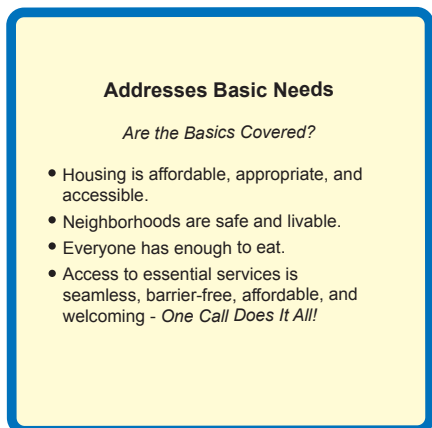 Addresses Basic Needs
Are the Basics Covered?
• Housing is affordable, appropriate, and
accessible.
• Neighborhoods are safe and livable.
• Everyone has enough to eat.
• Access to essential services is
seamless, barrier-free, affordable, and
welcoming - One Call Does It All!